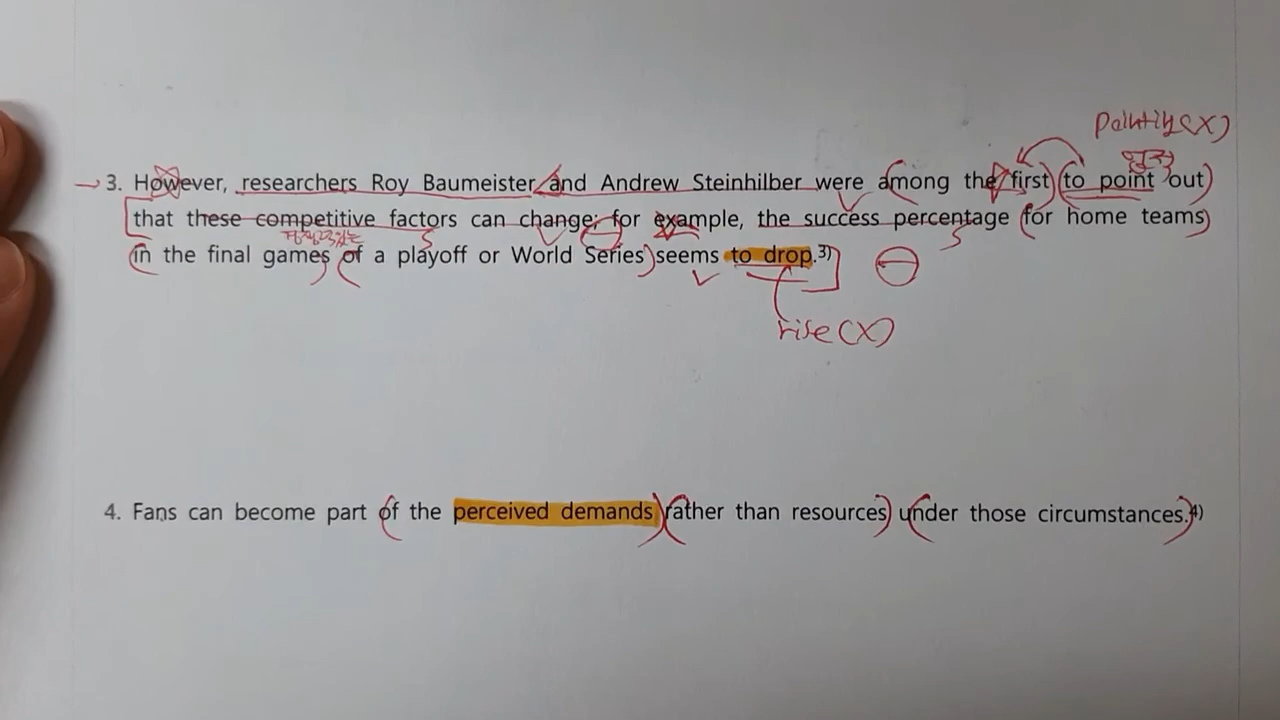 pointing(X)
3. However, researchers Roy Baumeister and Andrew Steinhilber were among the first to point out
that these competitive factors can change; for example, the success percentage for home teams
in the final games of a playoff or World Series seems to drop.3)
rise(X)
4. Fans can become part of the perceived demands rather than resources under those circumstances.4)